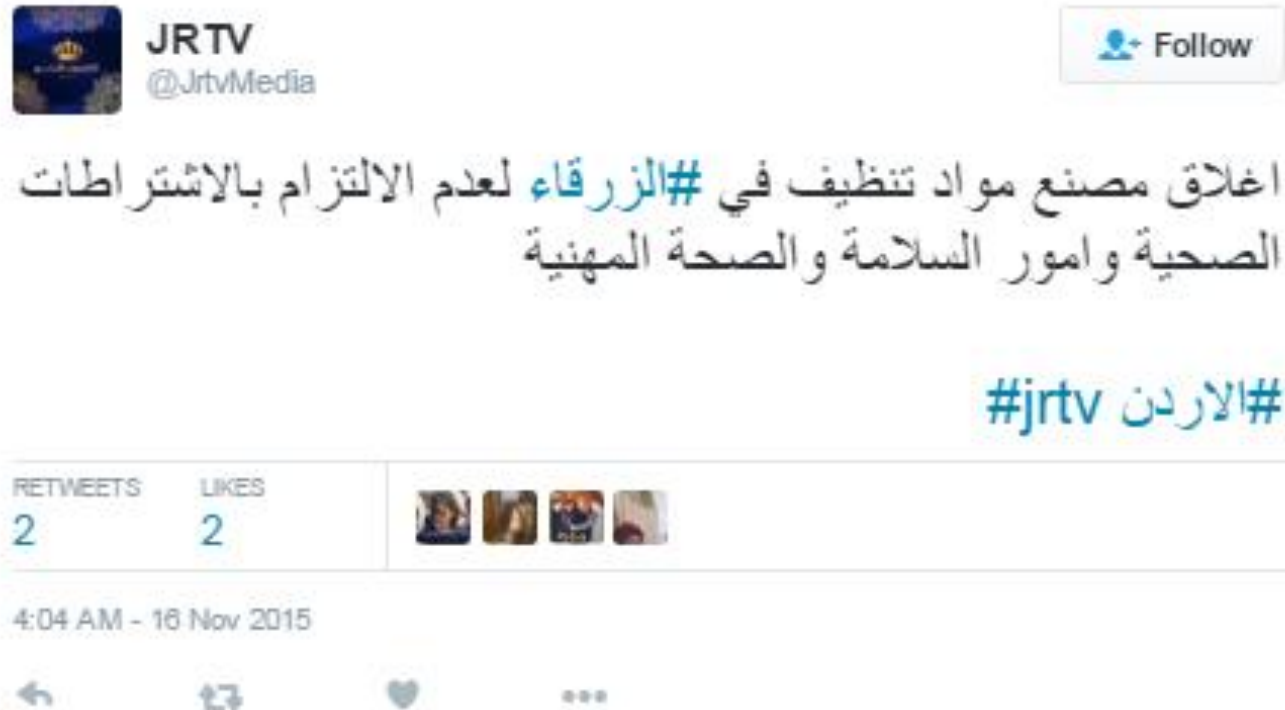 JRTV
@JrtvMedia
Follow
اغلاق مصنع مواد تنظيف في #الزرقاء لعدم الالتزام بالاشتراطات
الصحية وامور السلامة والصحة المهنية
#الاردن #jrtv
RETWEETS LIKES
2 2
4:04 AM - 16 Nov 2015